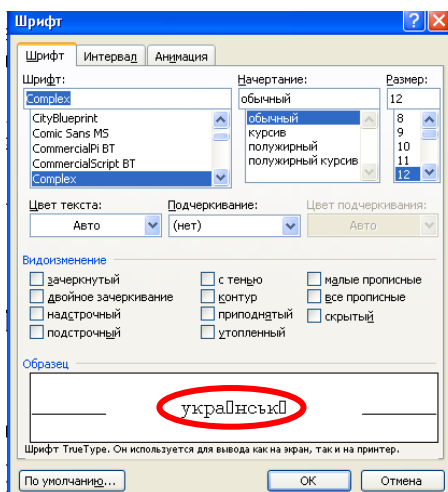 Шрифт
Шрифт Интервал Анимация
Шрифт: Начертание: Размер:
Complex обычный 12
CityBlueprint обычный 8
Comic Sans MS курсив 9
CommercialPi BT полужирный 10
CommercialScript BT полужирный курсив 11
Complex 12
Цвет текста: Подчеркивание: Цвет подчеркивания:
Авто (нет) Авто
Видоизменение
зачеркнутый с тенью малые прописные
двойное зачеркивание контур все прописные
надстрочный приподнятый скрытый
подстрочный утопленный
Образец
укра▯нськ▯
Шрифт TrueType. Он используется для вывода как на экран, так и на принтер.
По умолчанию... ОК Отмена